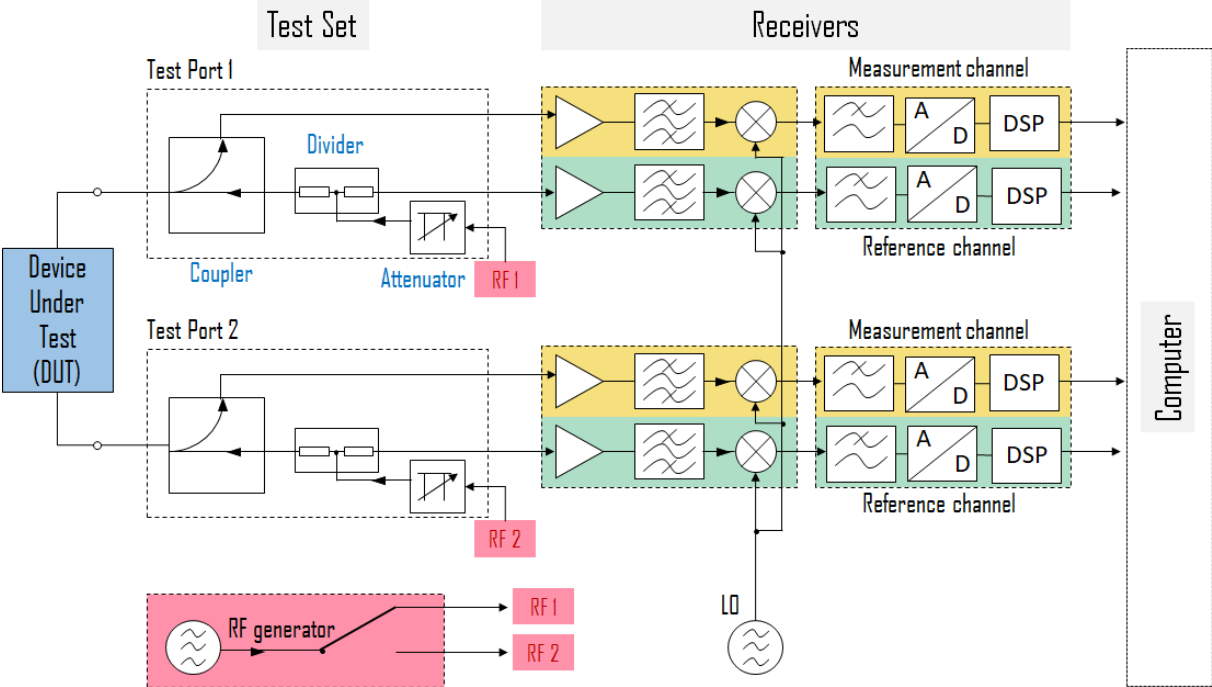 Test Set
Receivers
Test Port 1
Measurement channel
Divider
A
D
DSP
A
D
DSP
Coupler
Attenuator
RF 1
Reference channel
Device
Under
Test
(DUT)
Test Port 2
Measurement channel
A
D
DSP
A
D
DSP
RF 2
Reference channel
Computer
RF generator
RF 1
RF 2
LO